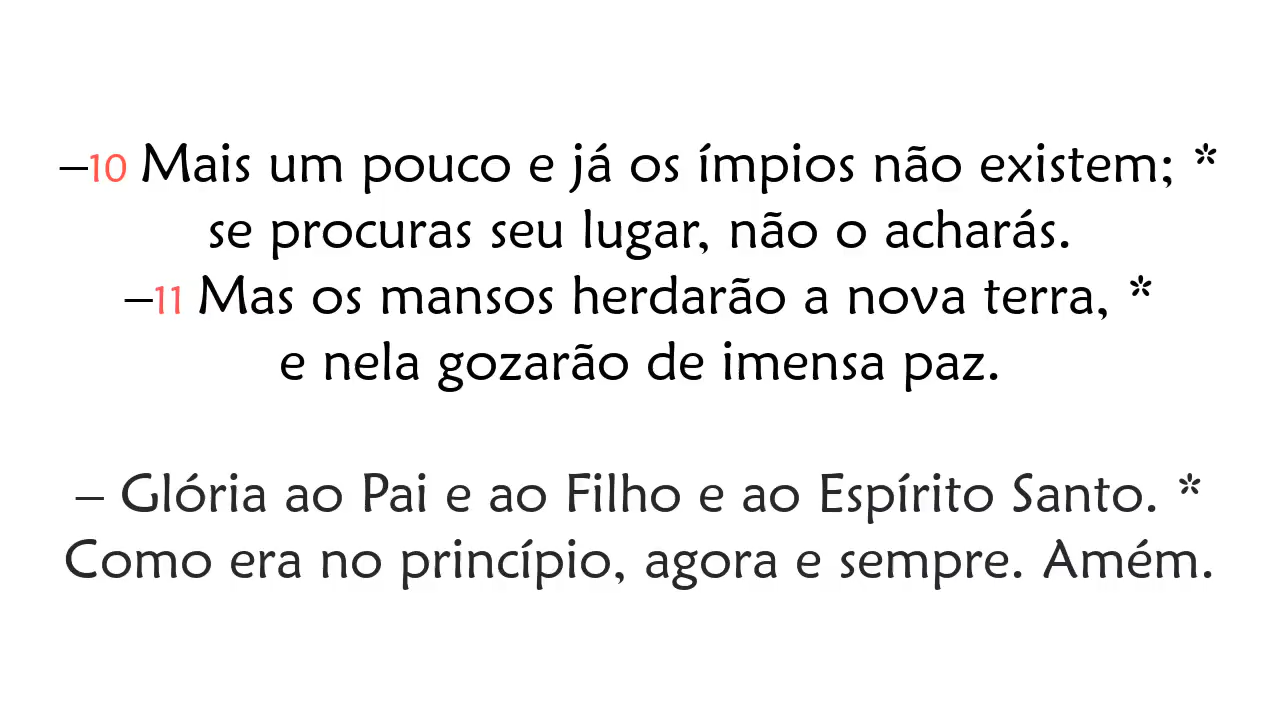 –10 Mais um pouco e já os ímpios não existem; *
se procuras seu lugar, não o acharás.
–11 Mas os mansos herdarão a nova terra, *
e nela gozarão de imensa paz.
– Glória ao Pai e ao Filho e ao Espírito Santo. *
Como era no princípio, agora e sempre. Amém.